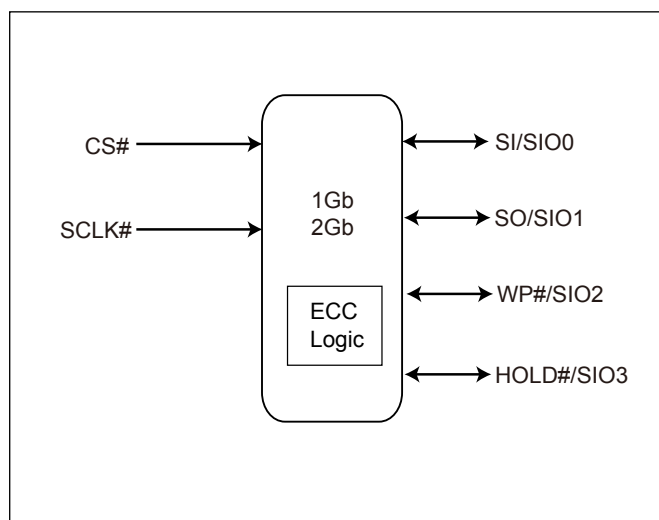 CS#
SCLK#
1Gb
2Gb
ECC
Logic
SI/SIO0
SO/SIO1
WP#/SIO2
HOLD#/SIO3